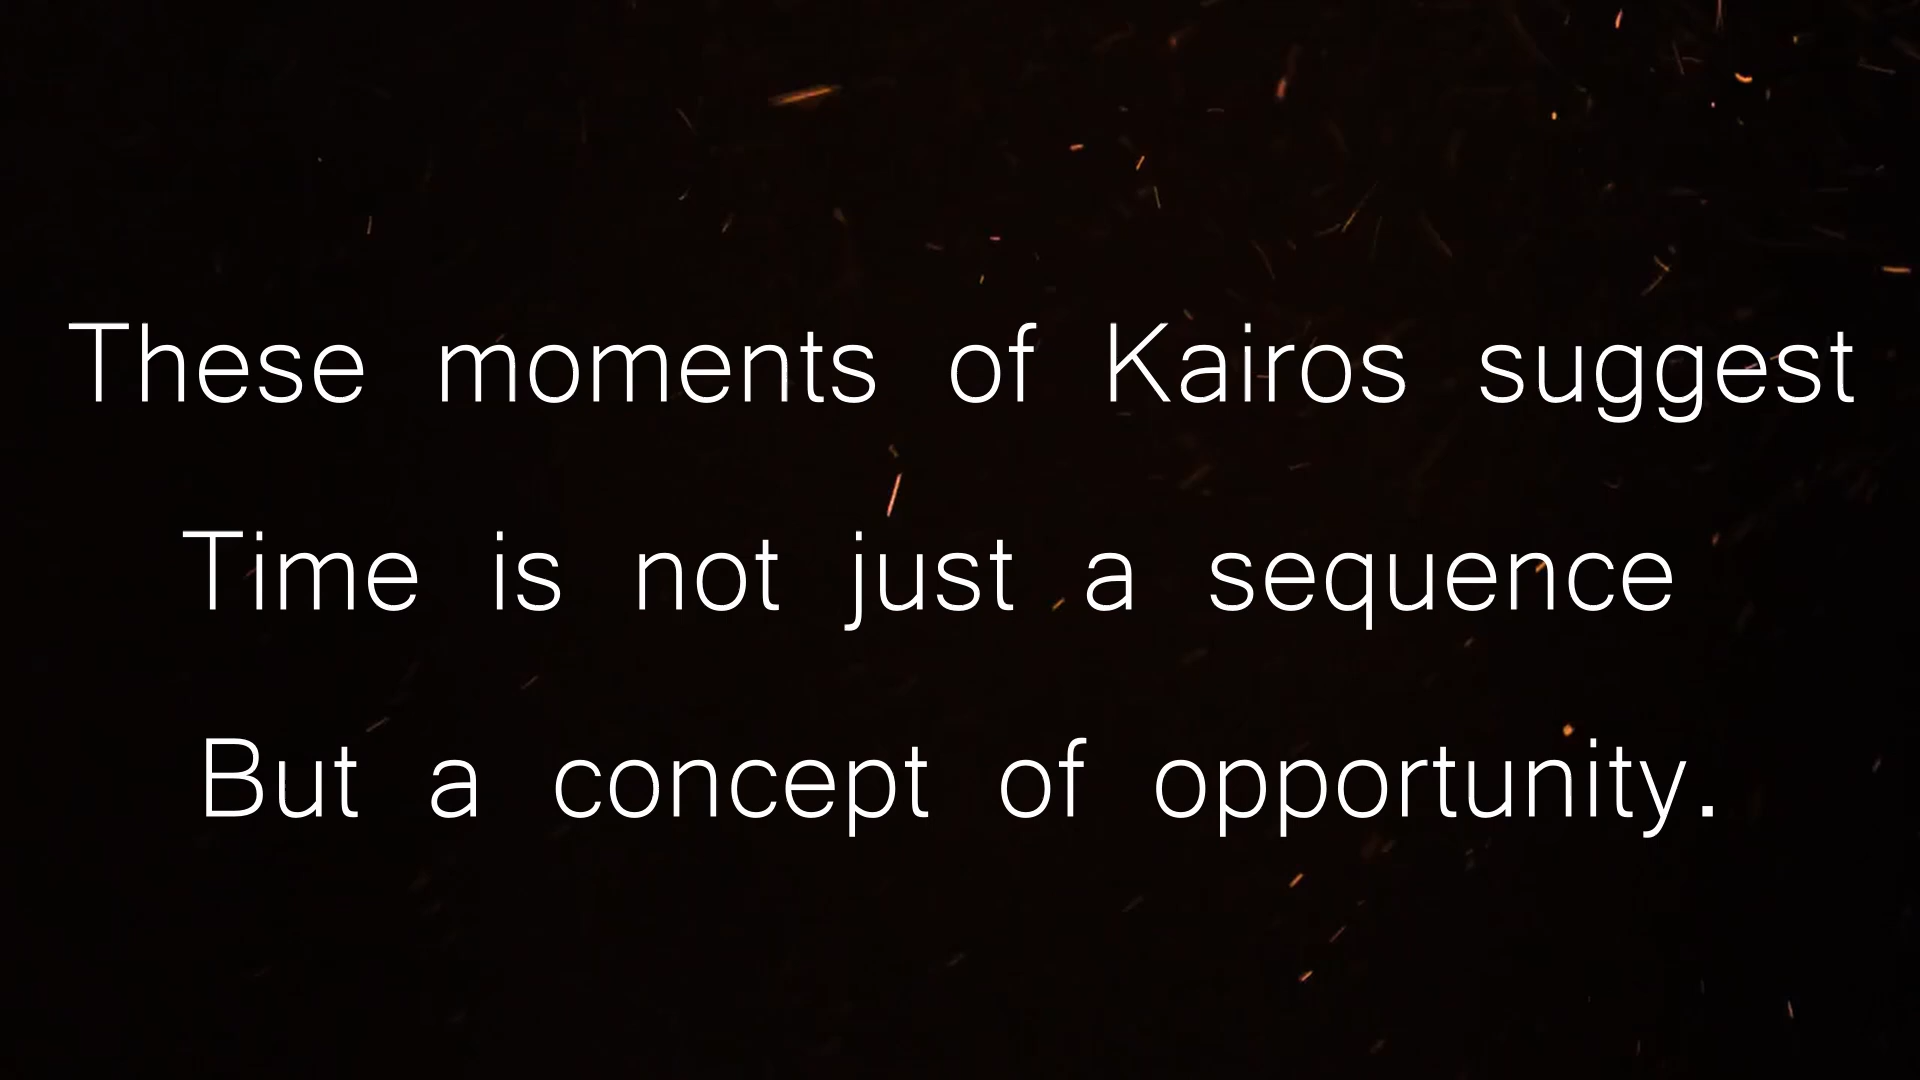 These moments of Kairos suggest
Time is not just a sequence
But a concept of opportunity.